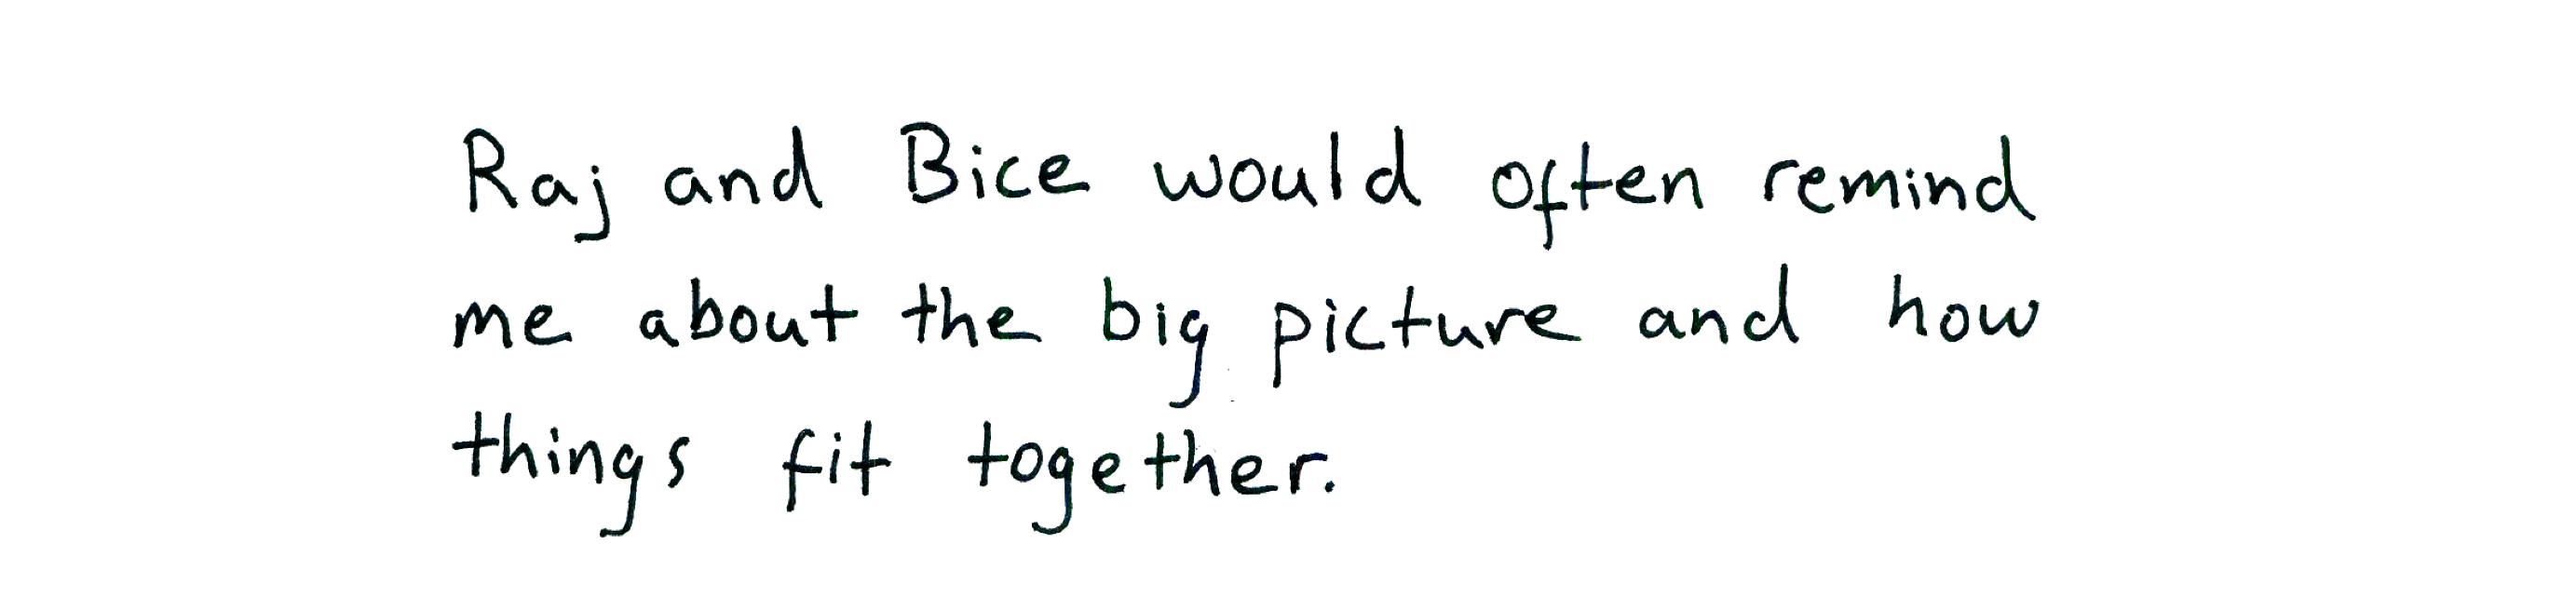 Raj and Bice would often remind
me about the big picture and how
things fit together.